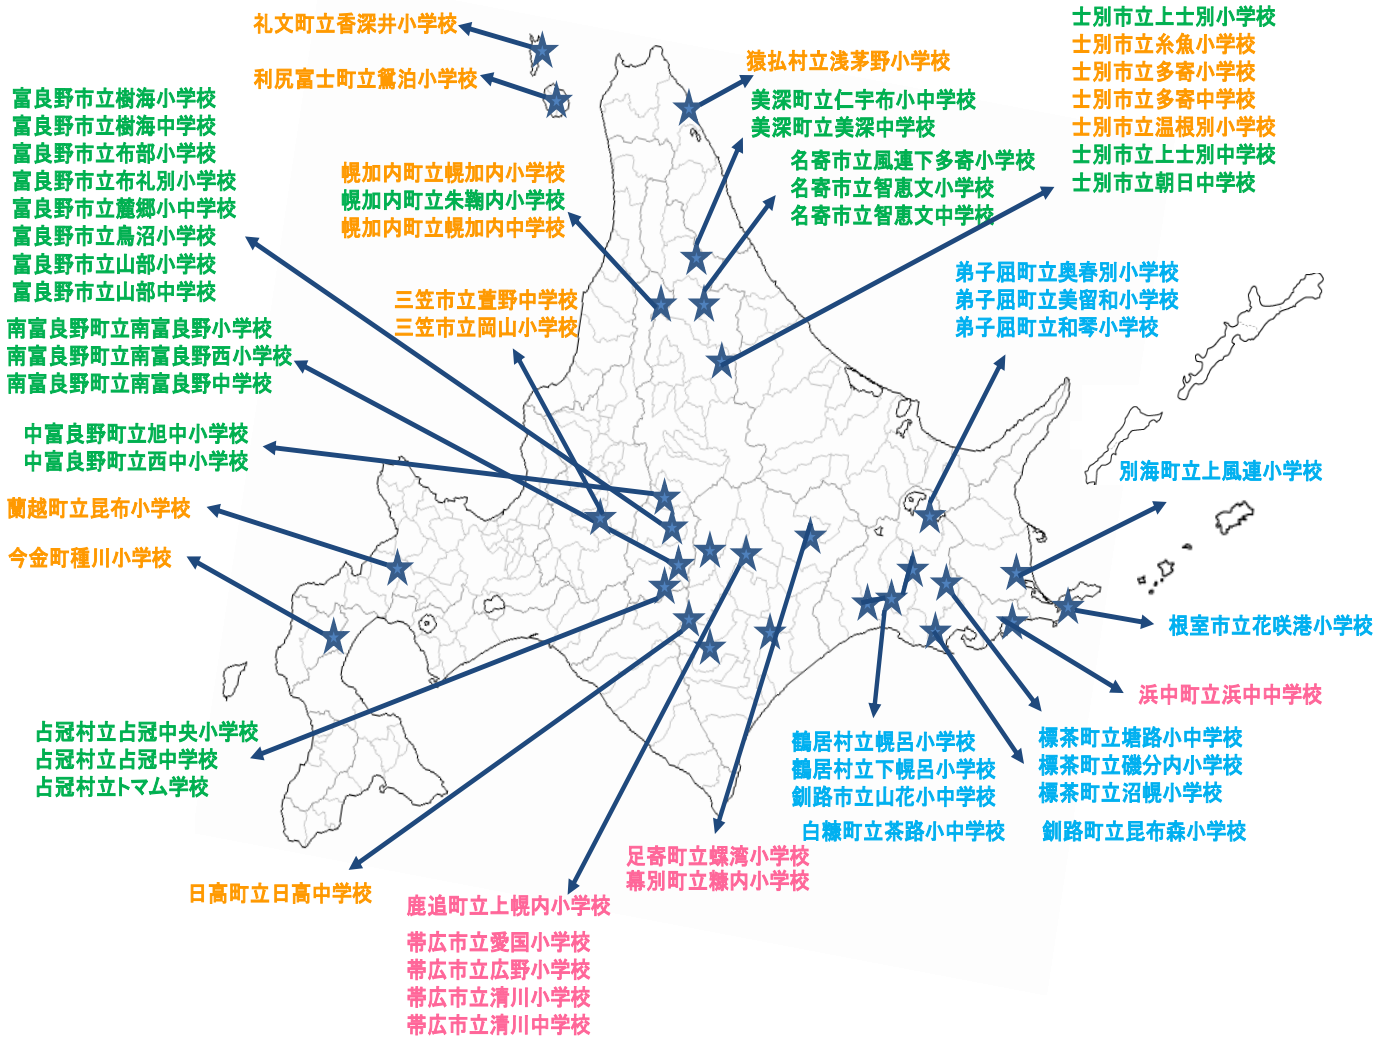 礼文町立香深井小学校
利尻富士町立鴛泊小学校
猿払村立浅茅野小学校
美深町立仁宇布小中学校
美深町立美深中学校
名寄市立風連下多寄小学校
名寄市立智恵文小学校
名寄市立智恵文中学校
士別市立上士別小学校
士別市立糸魚小学校
士別市立多寄小学校
士別市立多寄中学校
士別市立温根別小学校
士別市立上士別中学校
士別市立朝日中学校
富良野市立樹海小学校
富良野市立樹海中学校
富良野市立布部小学校
富良野市立布礼別小学校
富良野市立麓郷小中学校
富良野市立鳥沼小学校
富良野市立山部小学校
富良野市立山部中学校
幌加内町立幌加内小学校
幌加内町立朱鞠内小学校
幌加内町立幌加内中学校
三笠市立萱野中学校
三笠市立岡山小学校
弟子屈町立奥春別小学校
弟子屈町立美留和小学校
弟子屈町立和琴小学校
南富良野町立南富良野小学校
南富良野町立南富良野西小学校
南富良野町立南富良野中学校
中富良野町立旭中小学校
中富良野町立西中小学校
別海町立上風連小学校
蘭越町立昆布小学校
今金町種川小学校
根室市立花咲港小学校
浜中町立浜中中学校
占冠村立占冠中央小学校
占冠村立占冠中学校
占冠村立トマム学校
鶴居村立幌呂小学校
鶴居村立下幌呂小学校
釧路市立山花小中学校
白糠町立茶路小中学校
標茶町立塘路小中学校
標茶町立磯分内小学校
標茶町立沼幌小学校
釧路町立昆布森小学校
足寄町立螺湾小学校
幕別町立糠内小学校
日高町立日高中学校
鹿追町立上幌内小学校
帯広市立愛国小学校
帯広市立広野小学校
帯広市立清川小学校
帯広市立清川中学校